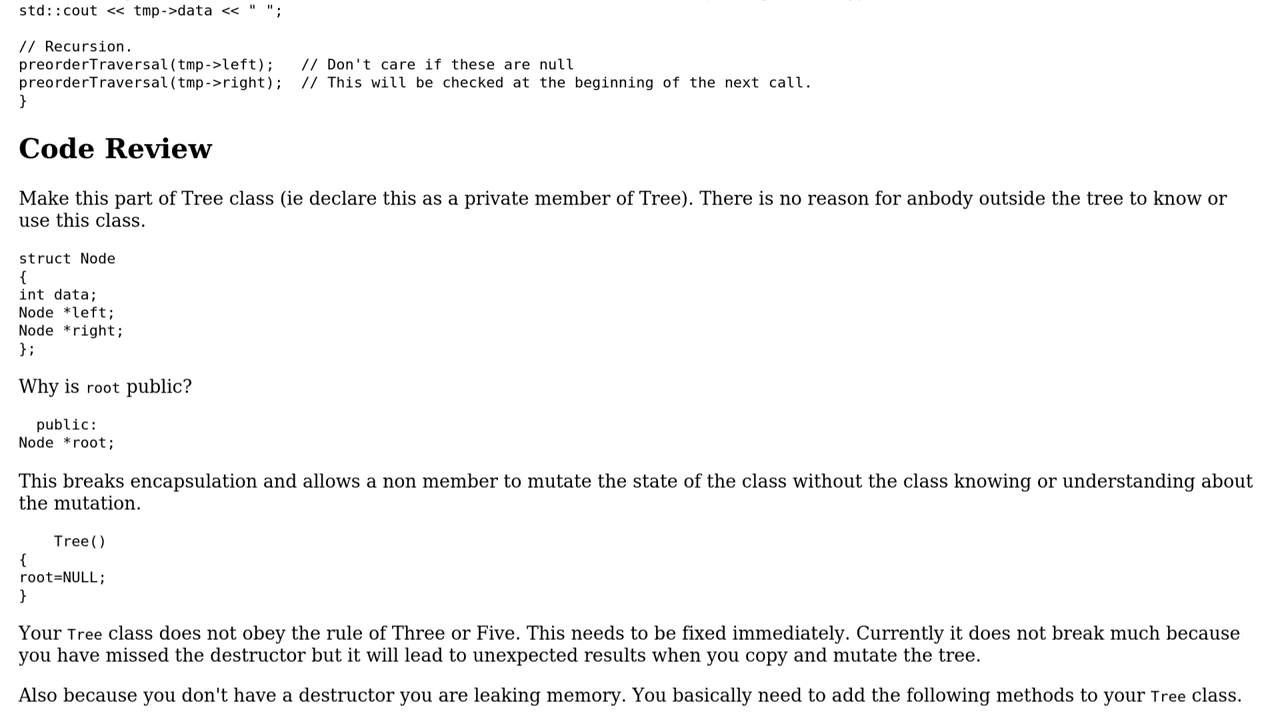 std::cout << tmp->data << " ";
// Recursion.
preorderTraversal(tmp->left);   // Don't care if these are null
preorderTraversal(tmp->right);  // This will be checked at the beginning of the next call.
}
Code Review
Make this part of Tree class (ie declare this as a private member of Tree). There is no reason for anbody outside the tree to know or
use this class.
struct Node
{
int data;
Node *left;
Node *right;
};
Why is root public?
  public:
Node *root;
This breaks encapsulation and allows a non member to mutate the state of the class without the class knowing or understanding about
the mutation.
    Tree()
{
root=NULL;
}
Your Tree class does not obey the rule of Three or Five. This needs to be fixed immediately. Currently it does not break much because
you have missed the destructor but it will lead to unexpected results when you copy and mutate the tree.
Also because you don't have a destructor you are leaking memory. You basically need to add the following methods to your Tree class.